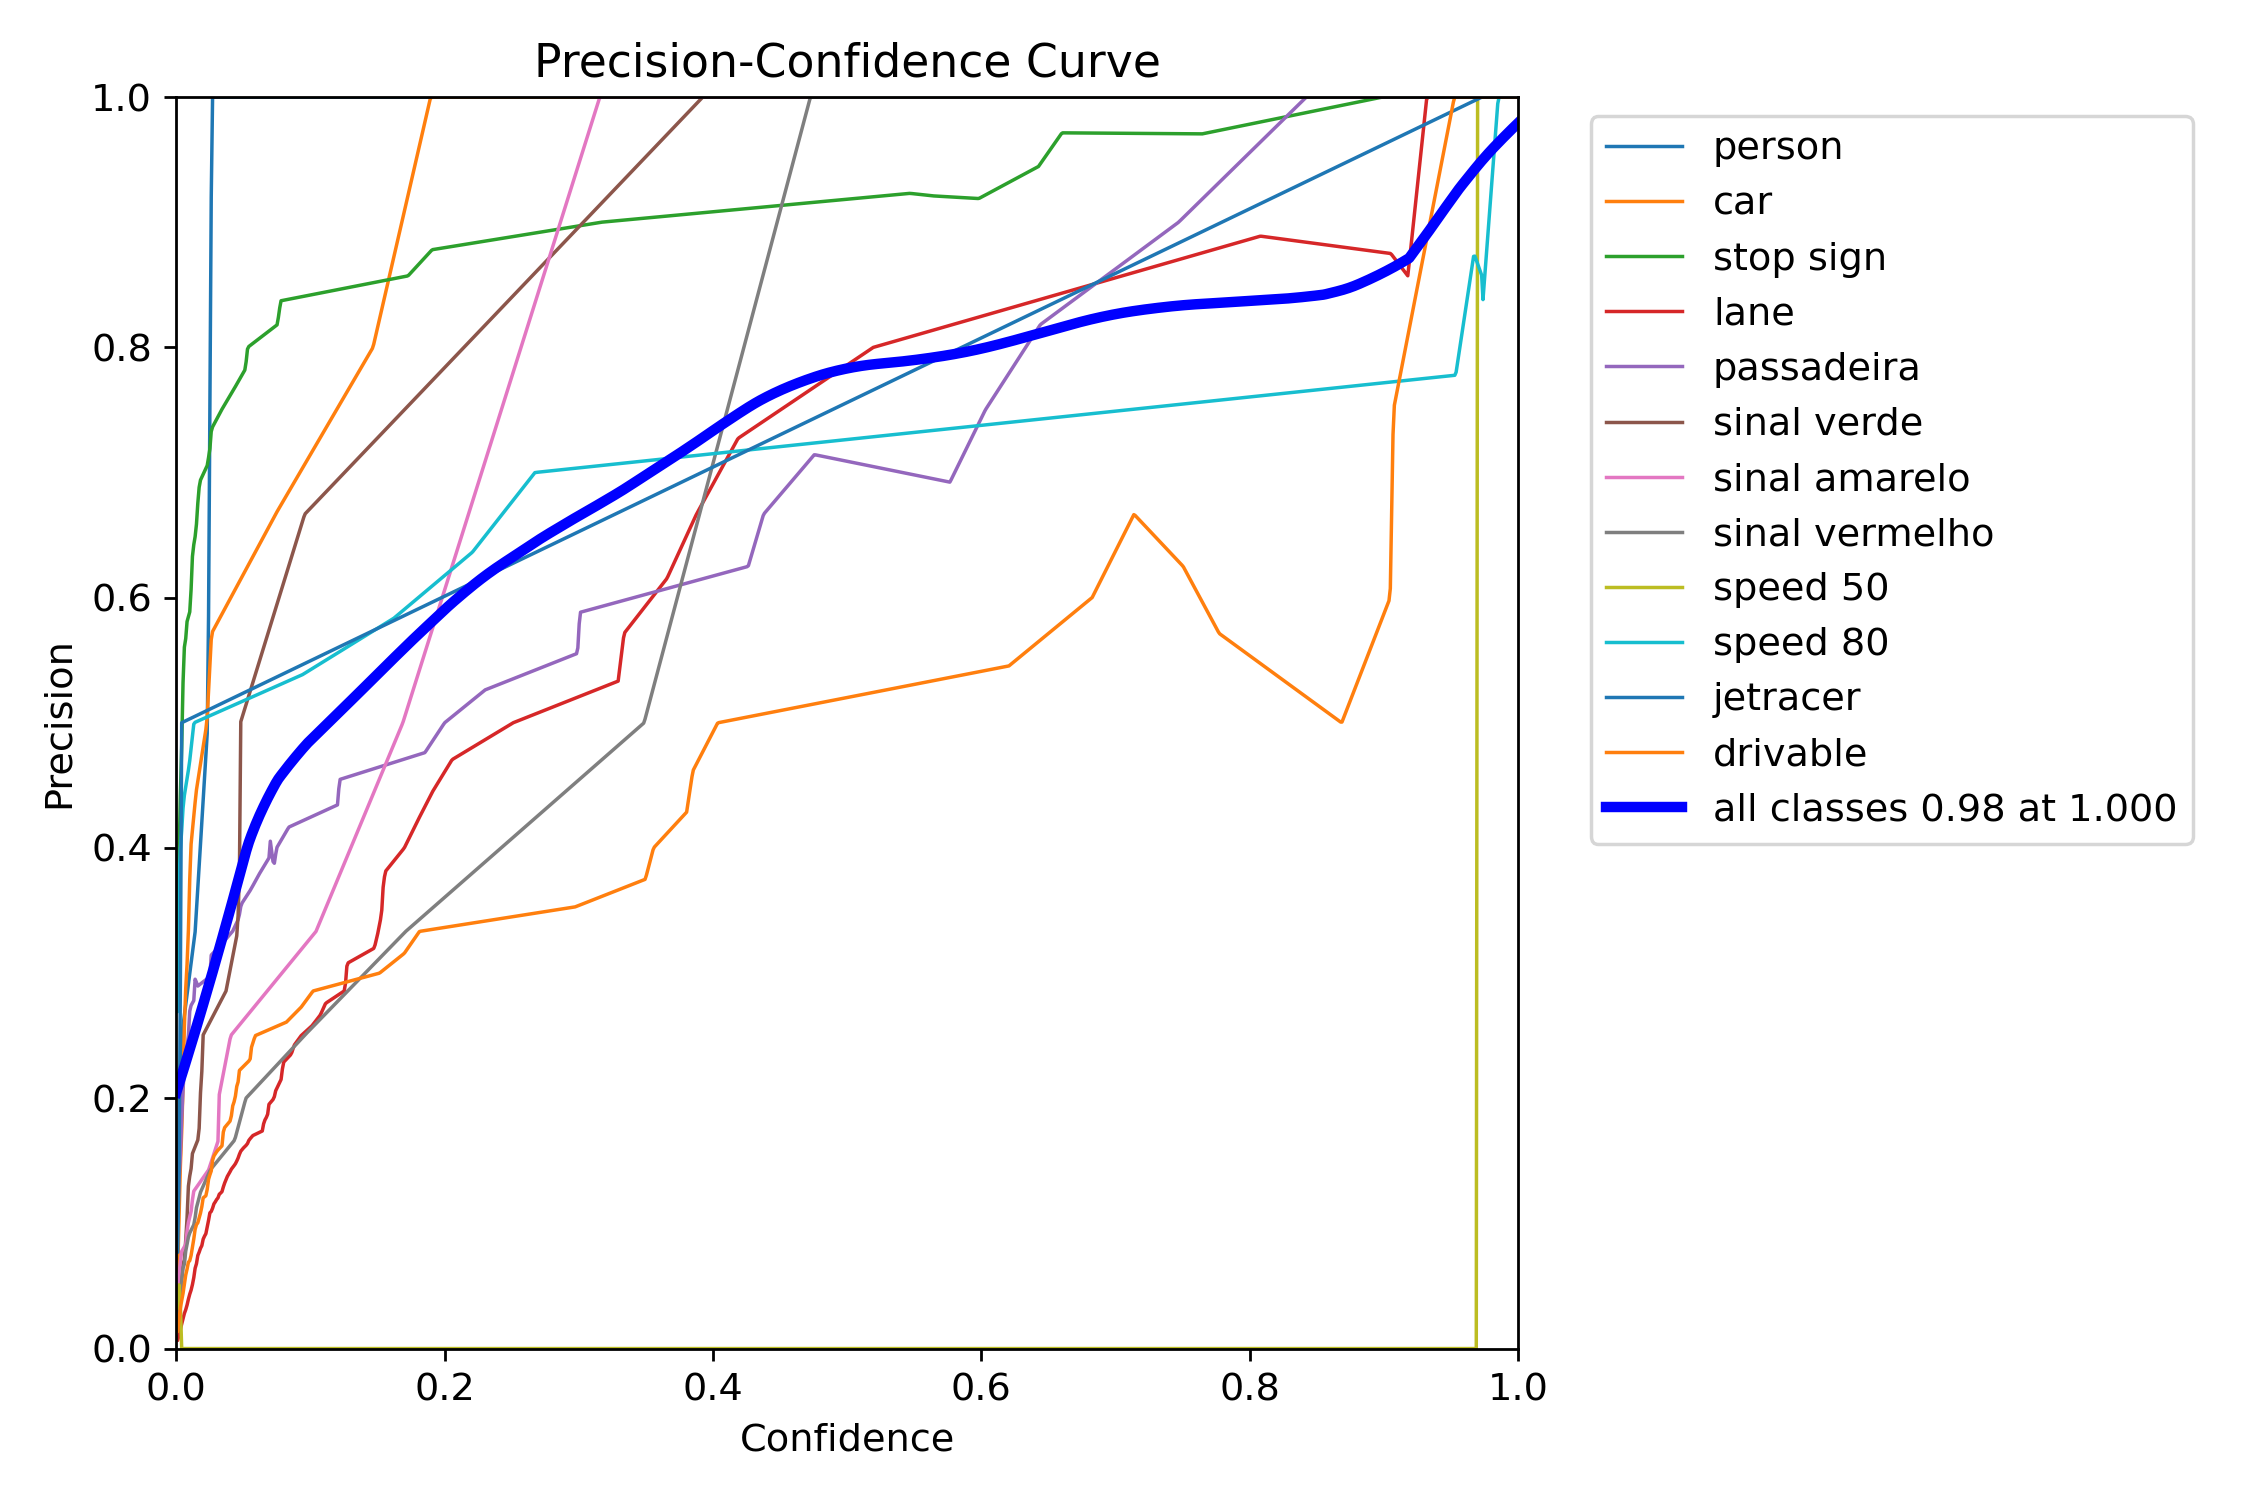 Precision-Confidence Curve
1.0
0.8
0.6
0.4
0.2
0.0
Precision
0.0 0.2 0.4 0.6 0.8 1.0
Confidence
person
car
stop sign
lane
passadeira
sinal verde
sinal amarelo
sinal vermelho
speed 50
speed 80
jetracer
drivable
all classes 0.98 at 1.000